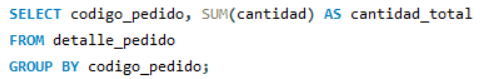 SELECT codigo_pedido, SUM(cantidad) AS cantidad_total
FROM detalle_pedido
GROUP BY codigo_pedido;